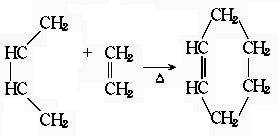 CH₂
CH₂
HC + CH₂ HC CH₂
Δ
HC CH₂ HC CH₂
CH₂ CH₂